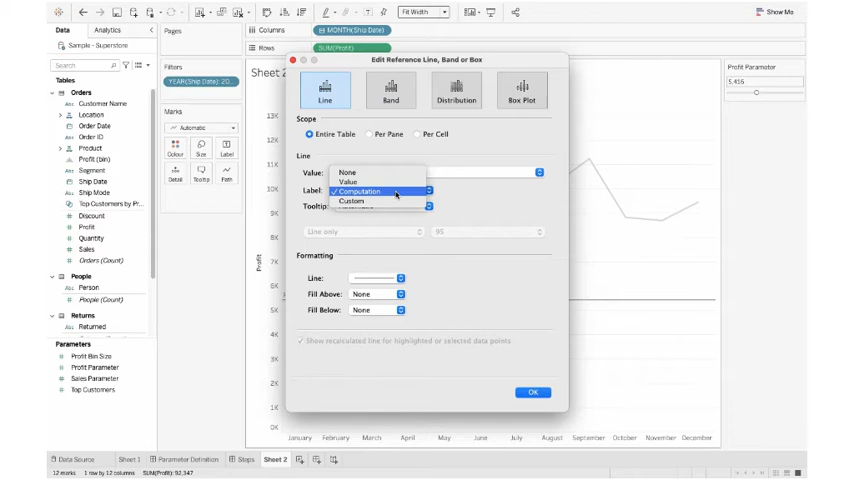 Fit Width
Show Me
Data
Analytics
Pages
Columns
MONTH(Ship Date)
Rows
SUM(Profit)
Sample - Superstore
Search
Tables
Orders
Customer Name
Location
Order Date
Order ID
Product
Profit (bin)
Segment
Ship Date
Ship Mode
Top Customers by Pr...
Discount
Profit
Quantity
Sales
Orders (Count)
People
Person
People (Count)
Returns
Returned
Parameters
Profit Bin Size
Profit Parameter
Sales Parameter
Top Customers
Filters
YEAR(Ship Date): 20...
Marks
Automatic
Colour
Size
Label
Detail
Tooltip
Path
Sheet 2
Edit Reference Line, Band or Box
Line
Band
Distribution
Box Plot
Scope
Entire Table
Per Pane
Per Cell
Line
Value:
None
Value
Label:
Computation
Custom
Tooltip:
Line only
95
Formatting
Line:
Fill Above:
None
Fill Below:
None
Show recalculated line for highlighted or selected data points
OK
Profit Parameter
5,416
Profit
13K
12K
11K
10K
9K
8K
7K
6K
5K
4K
3K
2K
1K
0K
January
February
March
April
May
June
July
August
September
October
November
December
Data Source
Sheet 1
Parameter Definition
Steps
Sheet 2
12 marks
1 row by 12 columns
SUM(Profit): 92,347